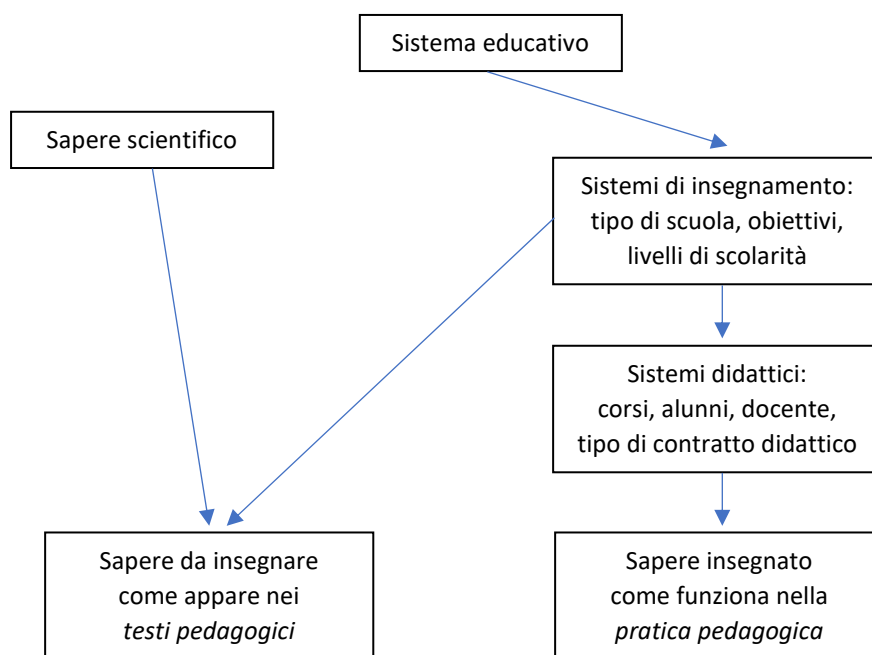 Sistema educativo
Sapere scientifico
Sistemi di insegnamento:
tipo di scuola, obiettivi,
livelli di scolarità
Sistemi didattici:
corsi, alunni, docente,
tipo di contratto didattico
Sapere da insegnare
come appare nei
testi pedagogici
Sapere insegnato
come funziona nella
pratica pedagogica